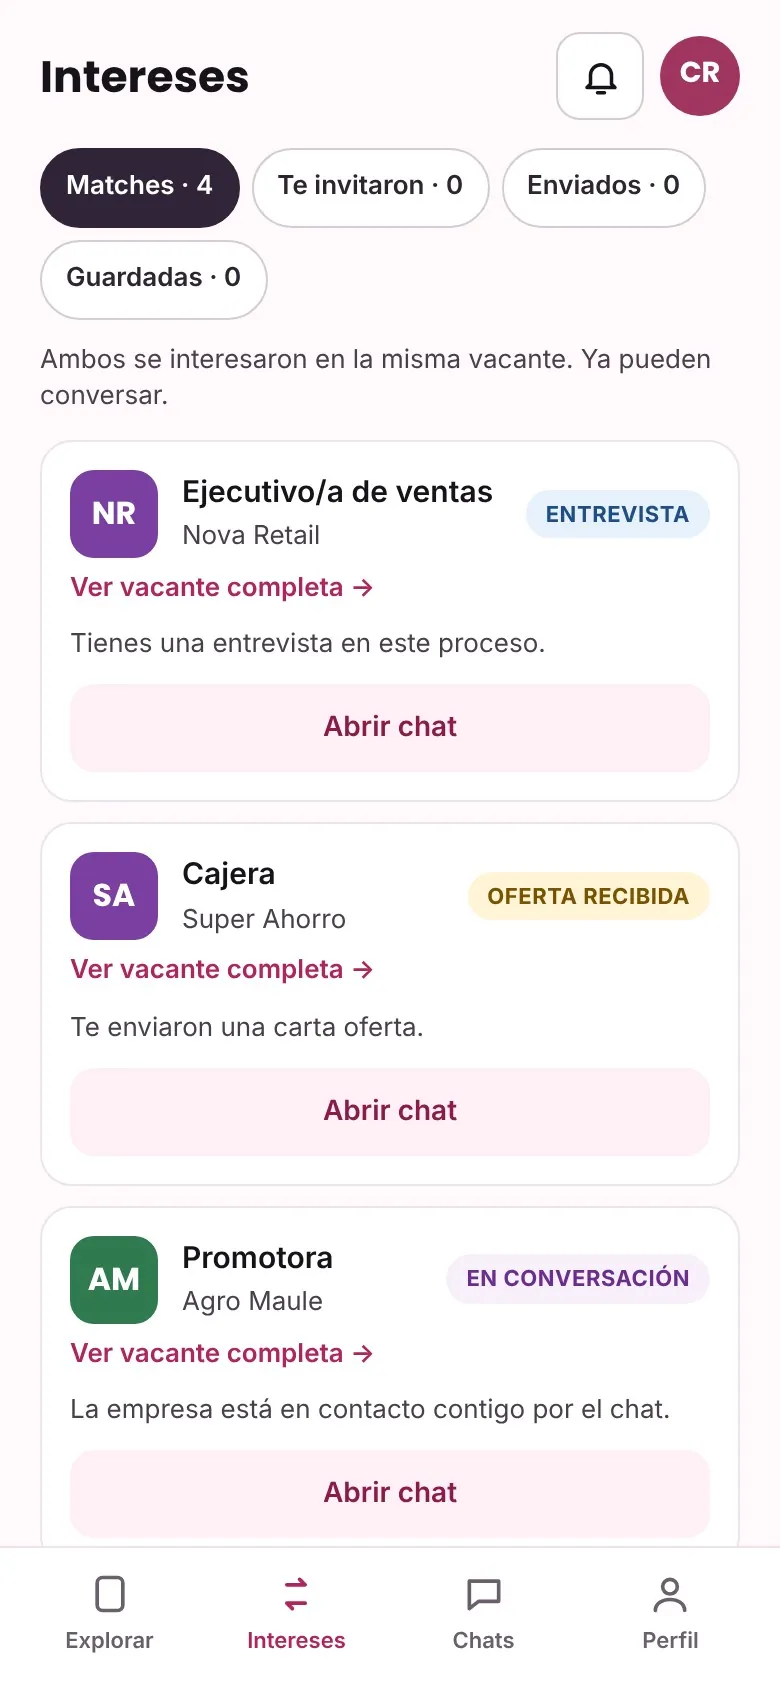 Intereses
CR
Matches · 4
Te invitaron · 0
Enviados · 0
Guardadas · 0
Ambos se interesaron en la misma vacante. Ya pueden
conversar.
NR
Ejecutivo/a de ventas
Nova Retail
ENTREVISTA
Ver vacante completa →
Tienes una entrevista en este proceso.
Abrir chat
SA
Cajera
Super Ahorro
OFERTA RECIBIDA
Ver vacante completa →
Te enviaron una carta oferta.
Abrir chat
AM
Promotora
Agro Maule
EN CONVERSACIÓN
Ver vacante completa →
La empresa está en contacto contigo por el chat.
Abrir chat
Explorar
Intereses
Chats
Perfil